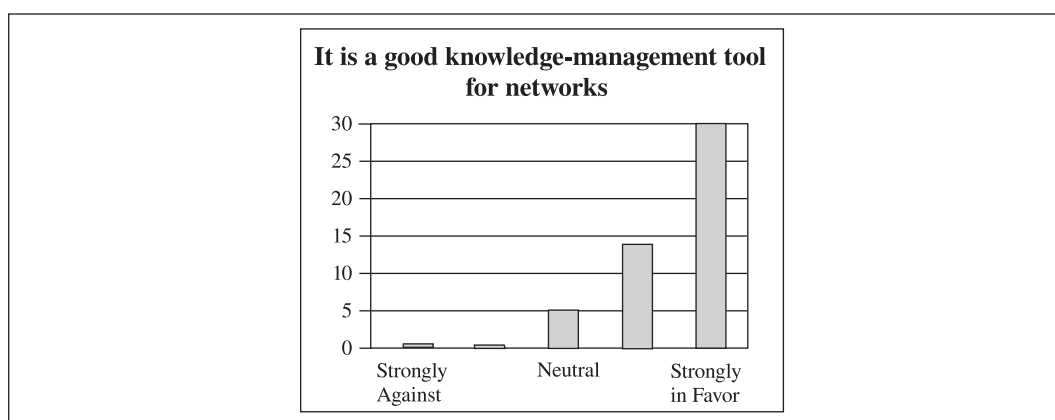 It is a good knowledge-management tool
for networks
30
25
20
15
10
5
0
Strongly
Against
Neutral
Strongly
in Favor